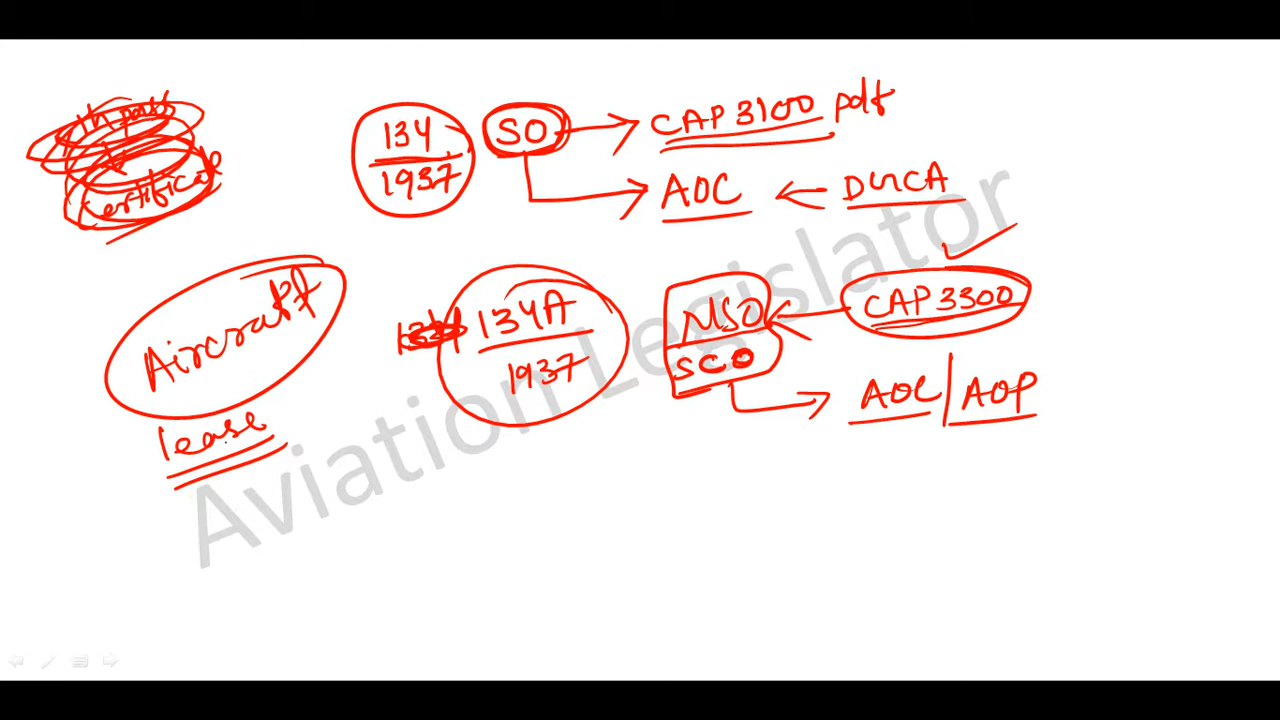 134
1937
SO
CAP 3100 pdf
AOC
DGCA
Certificat
Aircraft
lease
134A
1937
NSO
SCO
CAP 3300
AOC
AOP
Aviation Legislator